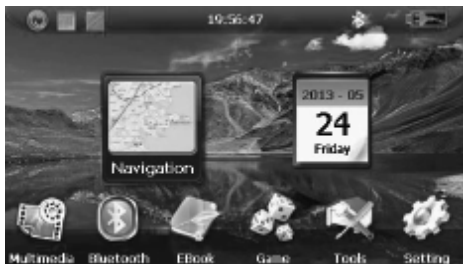 19:56:47
2013 - 05
24
Friday
Navigation
Multimedia Bluetooth EBook Game Tools Setting